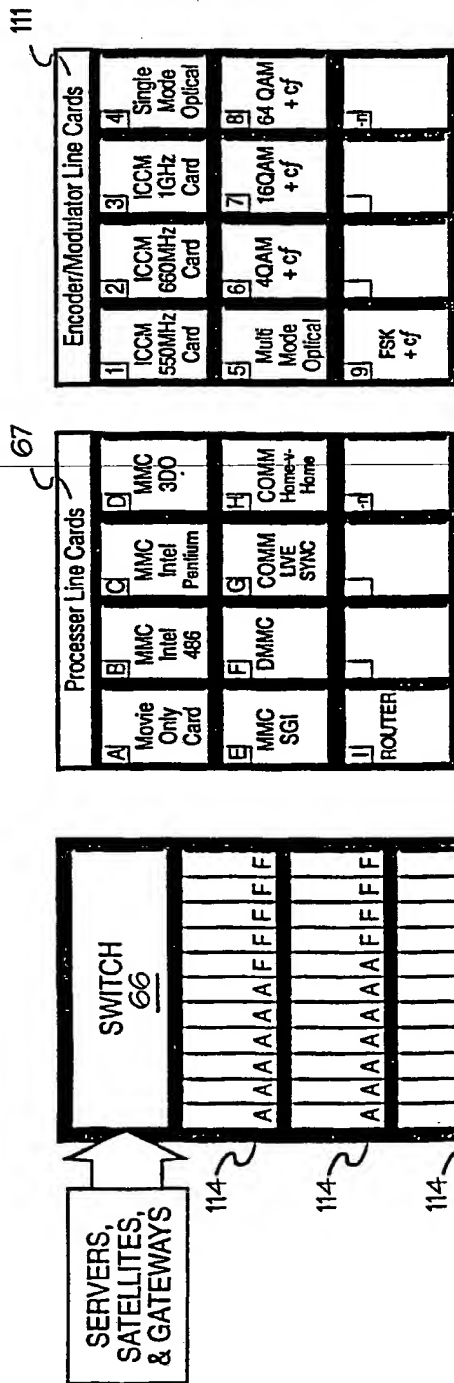 SERVERS,
SATELLITES,
& GATEWAYS
SWITCH
66
114
A A A A A A F F F F F
114
A A A A A A A F F F F
114
67
Processer Line Cards
A
Movie
Only
Card
B
MMC
Intel
486
C
MMC
Intel
Pentium
D
MMC
3DO
E
MMC
SGI
F
DMMC
G
COMM
LIVE
SYNC
H
COMM
Home-v-
Home
I
ROUTER
-n
111
Encoder/Modulator Line Cards
1
ICCM
550MHz
Card
2
ICCM
660MHz
Card
3
ICCM
1GHz
Card
4
Single
Mode
Optical
5
Multi
Mode
Optical
6
4QAM
+ cf
7
16QAM
+ cf
8
64 QAM
+ cf
9
FSK
+ cf
-n